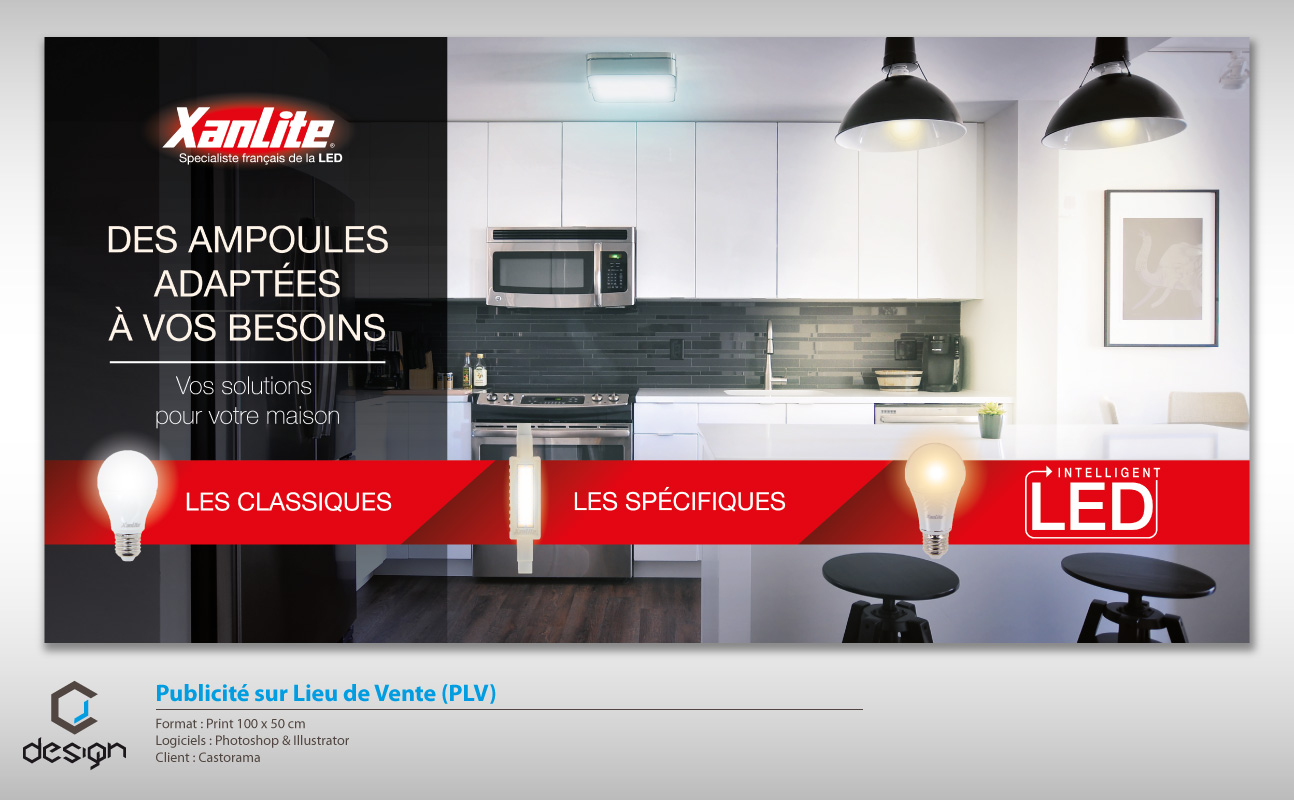 XanLite®
Specialiste français de la LED
DES AMPOULES
ADAPTÉES
À VOS BESOINS
Vos solutions
pour votre maison
LES CLASSIQUES
LES SPÉCIFIQUES
INTELLIGENT
LED
design
Publicité sur Lieu de Vente (PLV)
Format : Print 100 x 50 cm
Logiciels : Photoshop & Illustrator
Client : Castorama